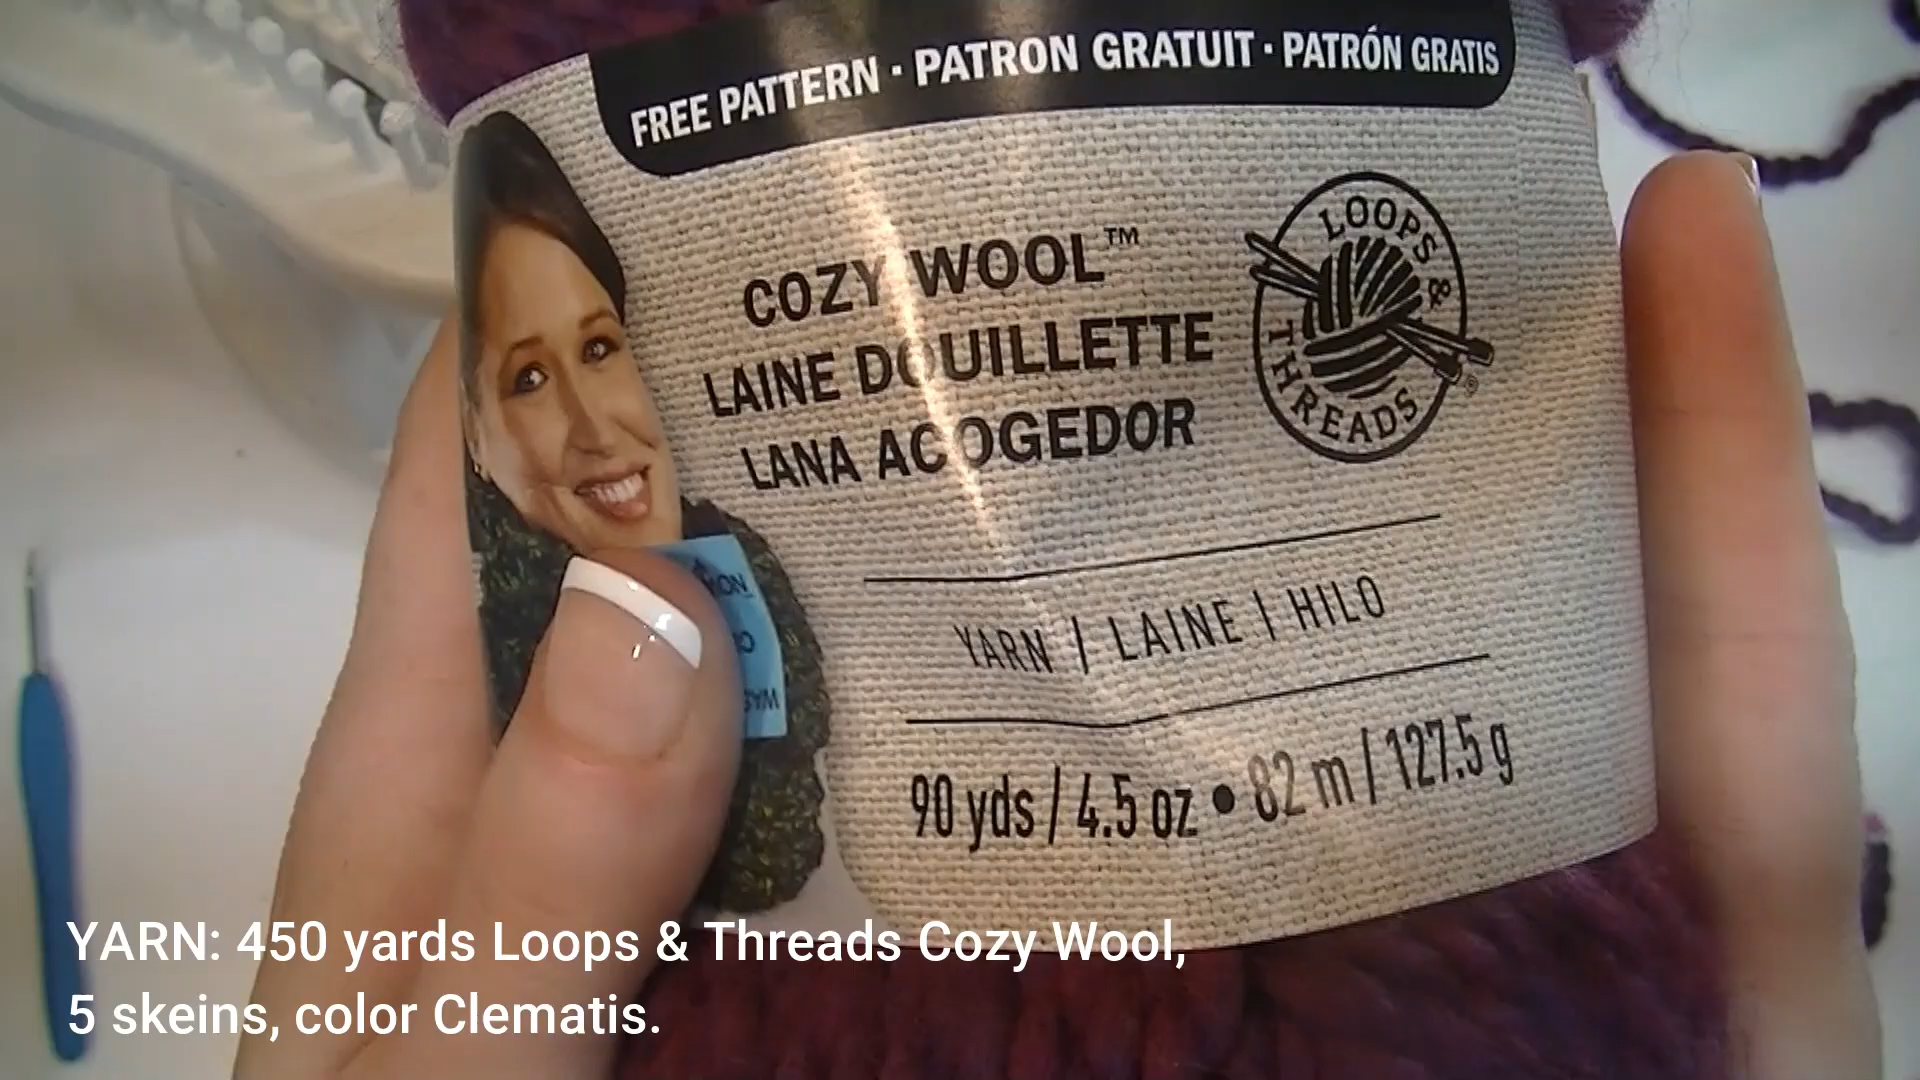 FREE PATTERN · PATRON GRATUIT · PATRÓN GRATIS
COZY WOOL™
LAINE DOUILLETTE
LANA ACOGEDOR
LOOPS &
THREADS®
YARN / LAINE | HILO
90 yds / 4.5 oz • 82 m / 127.5 g
YARN: 450 yards Loops & Threads Cozy Wool,
5 skeins, color Clematis.